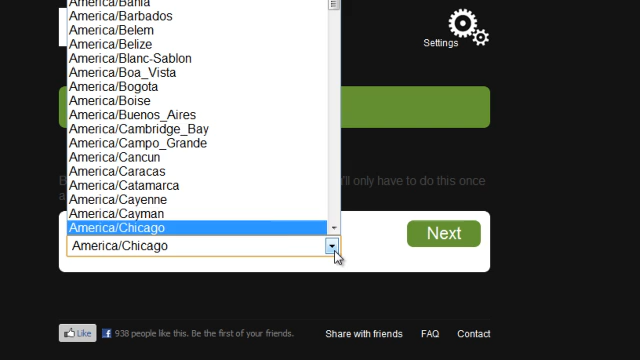 America/Bahia
America/Barbados
America/Belem
America/Belize
America/Blanc-Sablon
America/Boa_Vista
America/Bogota
America/Boise
America/Buenos_Aires
America/Cambridge_Bay
America/Campo_Grande
America/Cancun
America/Caracas
America/Catamarca
America/Cayenne
America/Cayman
America/Chicago
America/Chicago
Settings
'll only have to do this once
Next
Like
938 people like this. Be the first of your friends.
Share with friends
FAQ
Contact